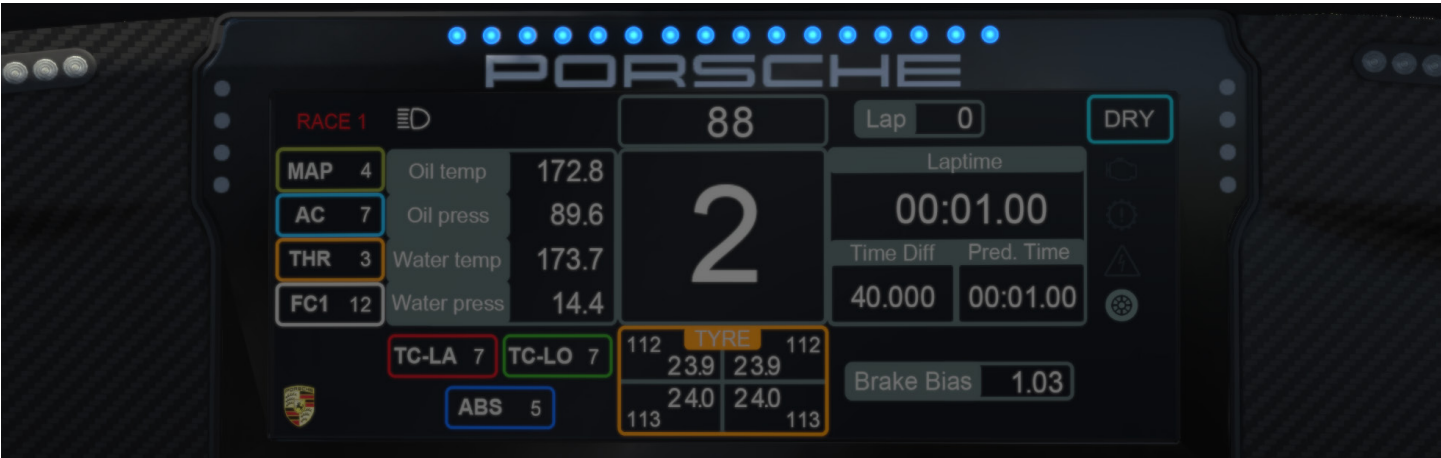 PORSCHE
RACE 1
88
Lap 0
DRY
MAP 4
Oil temp 172.8
AC 7
Oil press 89.6
THR 3
Water temp 173.7
FC1 12
Water press 14.4
2
Laptime
00:01.00
Time Diff Pred. Time
40.000 00:01.00
TC-LA 7
TC-LO 7
ABS 5
TYRE
112 112
23.9 23.9
24.0 24.0
113 113
Brake Bias 1.03